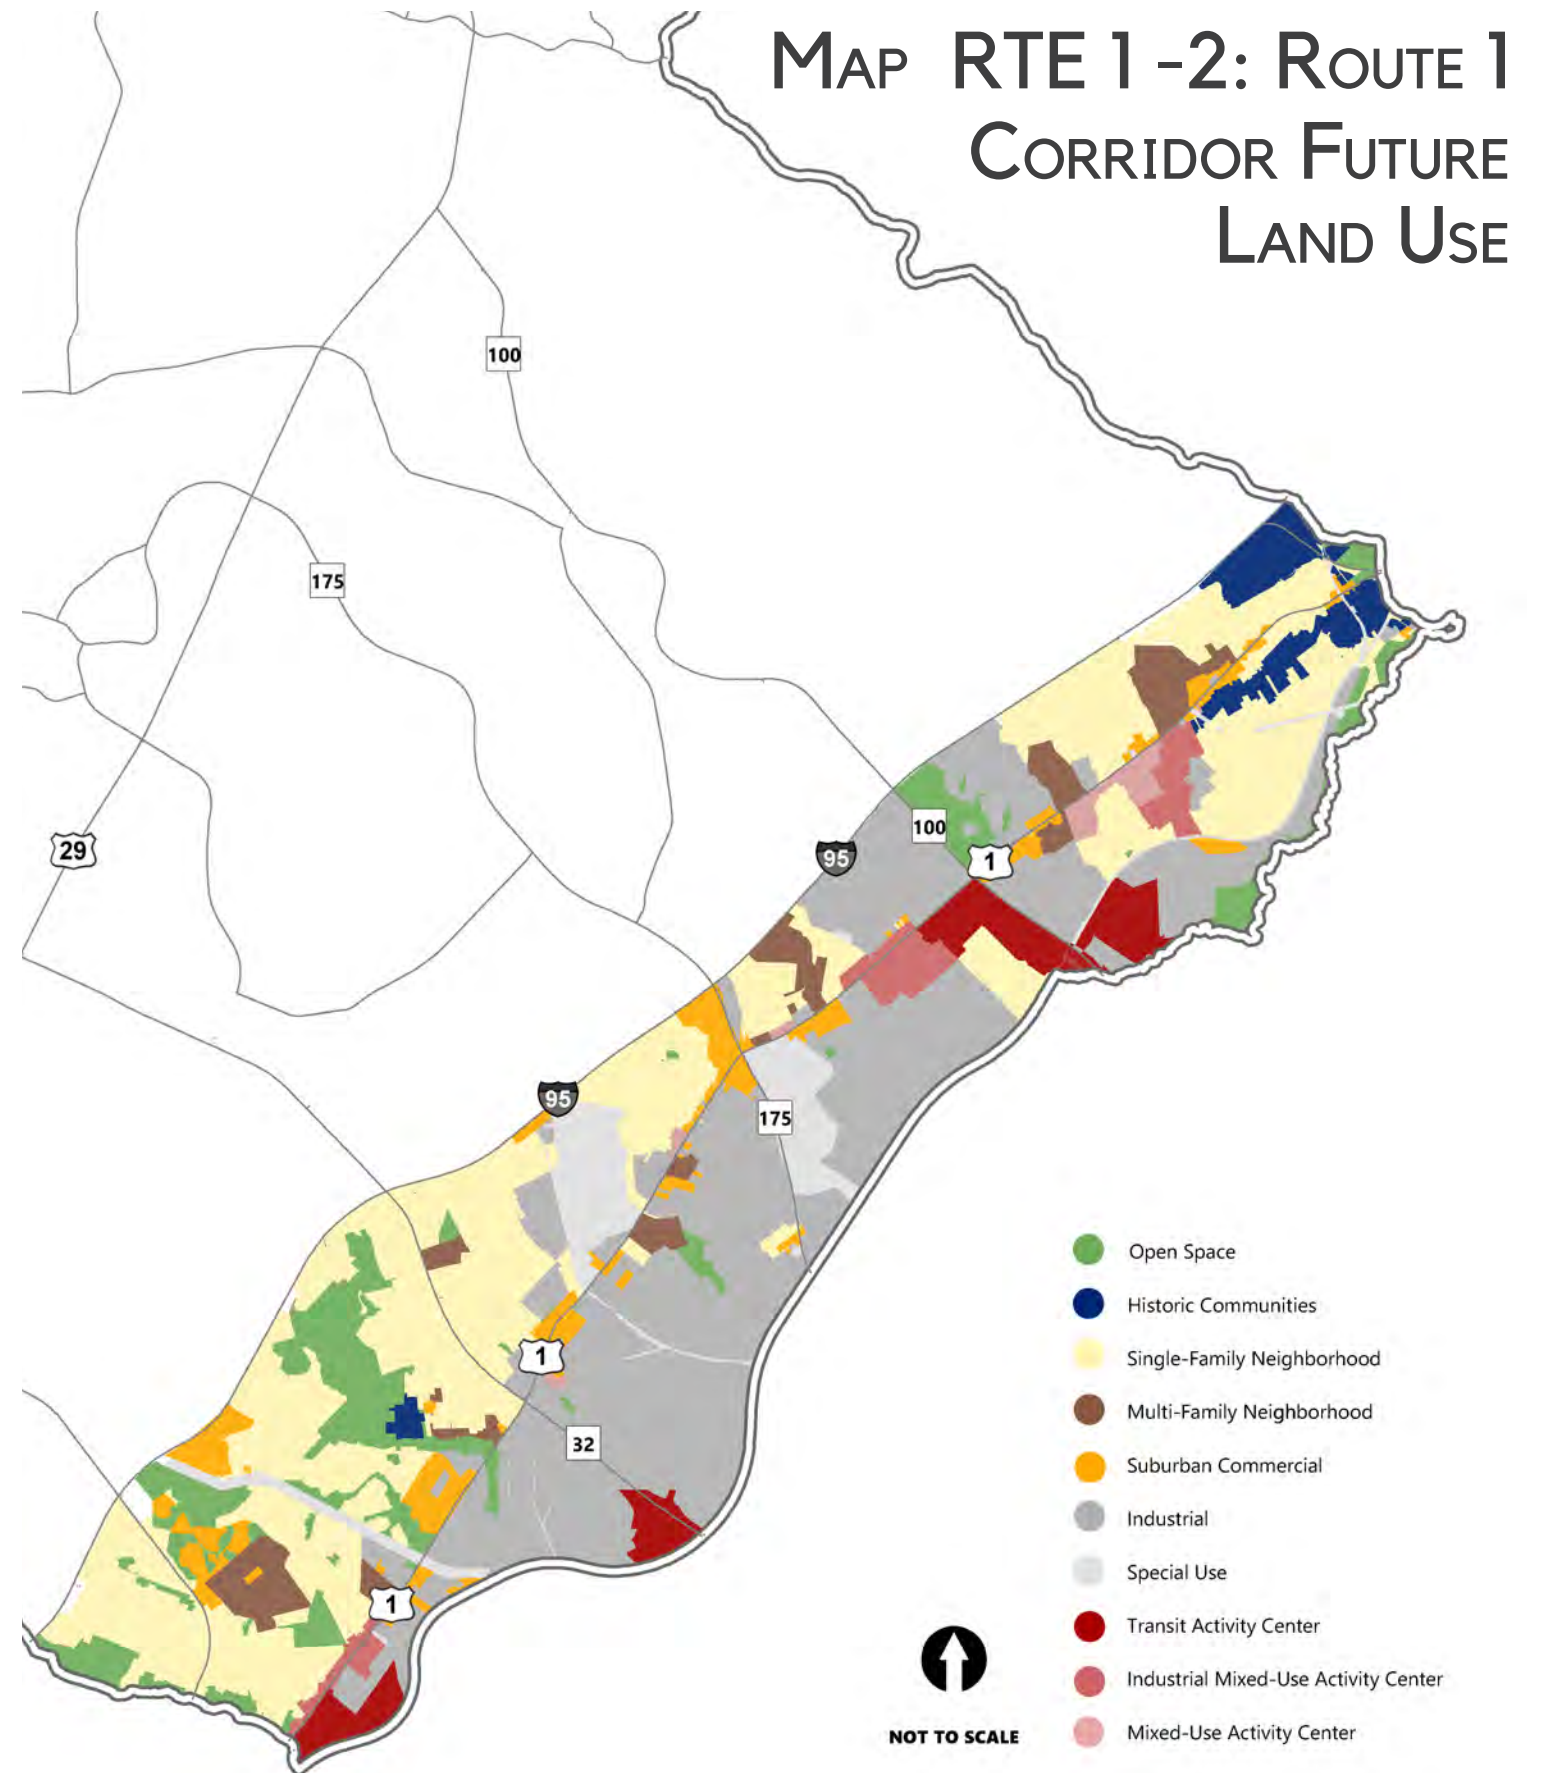 Map RTE 1-2: Route 1
Corridor Future
Land Use
100
175
29
100
1
95
95
175
1
32
1
Open Space
Historic Communities
Single-Family Neighborhood
Multi-Family Neighborhood
Suburban Commercial
Industrial
Special Use
Transit Activity Center
Industrial Mixed-Use Activity Center
Mixed-Use Activity Center
NOT TO SCALE